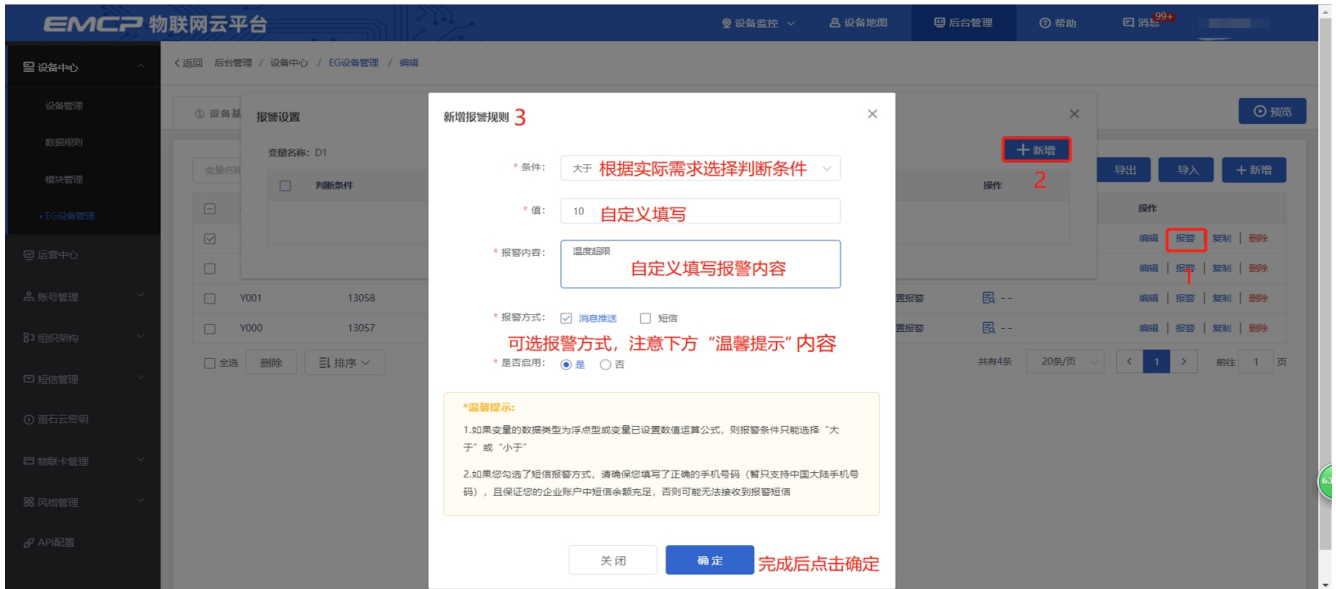 EMCP 物联网云平台
设备监控
设备地图
后台管理
帮助
消息
99+
设备中心
设备管理
数据规则
模块管理
EG设备管理
运营中心
账号管理
组织架构
短信管理
萤石云密钥
物联卡管理
风格管理
API配置
<返回 后台管理 / 设备中心 / EG设备管理 / 编辑
① 设备基
预览
报警设置
变量名称: D1
+ 新增
2
判断条件
操作
变量名称
导出
导入
+ 新增
操作
编辑 | 报警 | 复制 | 删除
编辑 | 报警 | 复制 | 删除
1
Y001 13058 置报警 -- 编辑 | 报警 | 复制 | 删除
Y000 13057 置报警 -- 编辑 | 报警 | 复制 | 删除
全选 删除 排序
共有4条 20条/页 < 1 > 前往 1 页
新增报警规则 3
* 条件: 大于 根据实际需求选择判断条件
* 值: 10 自定义填写
* 报警内容: 温度超限
自定义填写报警内容
* 报警方式: 消息推送 短信
可选报警方式，注意下方“温馨提示”内容
* 是否启用: 是 否
*温馨提示:
1.如果变量的数据类型为浮点型或变量已设置数值运算公式，则报警条件只能选择“大
于”或“小于”
2.如果您勾选了短信报警方式，请确保您填写了正确的手机号码（暂只支持中国大陆手机号
码），且保证您的企业账户中短信余额充足，否则可能无法接收到报警短信
关闭
确定
完成后点击确定
63